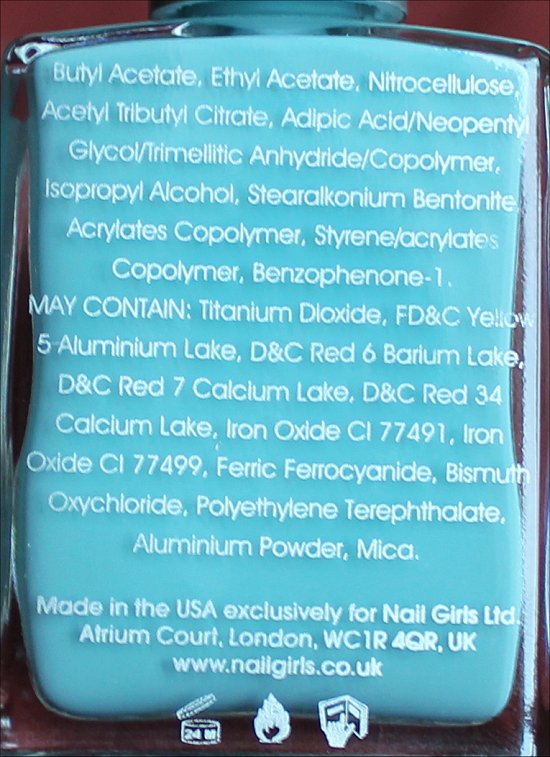 Butyl Acetate, Ethyl Acetate, Nitrocellulose,
Acetyl Tributyl Citrate, Adipic Acid/Neopentyl
Glycol/Trimellitic Anhydride/Copolymer,
Isopropyl Alcohol, Stearalkonium Bentonite
Acrylates Copolymer, Styrene/acrylates
Copolymer, Benzophenone-1.
MAY CONTAIN: Titanium Dioxide, FD&C Yellow
5 Aluminium Lake, D&C Red 6 Barium Lake,
D&C Red 7 Calcium Lake, D&C Red 34
Calcium Lake, Iron Oxide CI 77491, Iron
Oxide CI 77499, Ferric Ferrocyanide, Bismuth
Oxychloride, Polyethylene Terephthalate,
Aluminium Powder, Mica.
Made in the USA exclusively for Nail Girls Ltd.
Atrium Court, London, WC1R 4QR, UK
www.nailgirls.co.uk
24 M